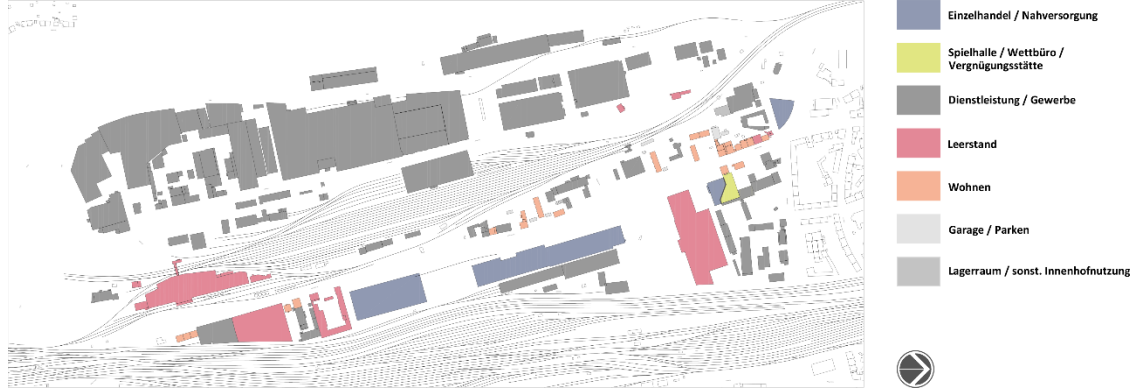 Einzelhandel / Nahversorgung
Spielhalle / Wettbüro /
Vergnügungsstätte
Dienstleistung / Gewerbe
Leerstand
Wohnen
Garage / Parken
Lagerraum / sonst. Innenhofnutzung